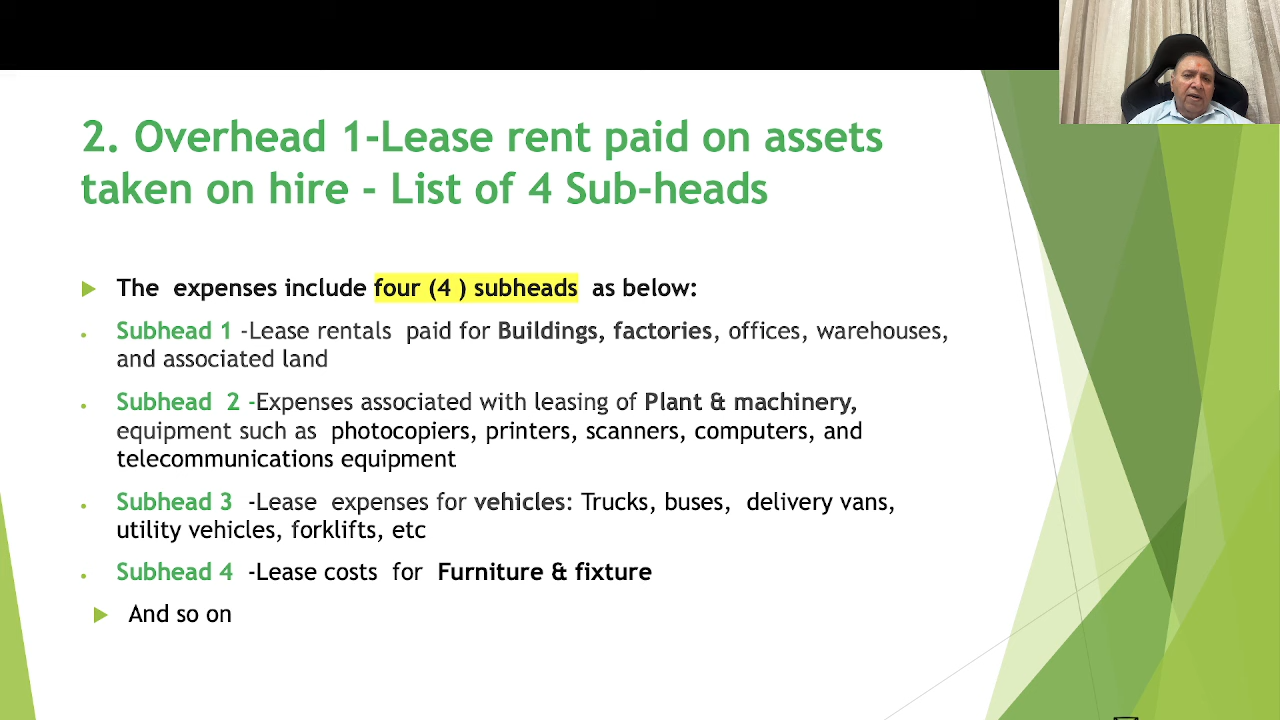 2. Overhead 1-Lease rent paid on assets
taken on hire - List of 4 Sub-heads
The expenses include four (4 ) subheads as below:
Subhead 1 -Lease rentals paid for Buildings, factories, offices, warehouses,
and associated land
Subhead 2 -Expenses associated with leasing of Plant & machinery,
equipment such as photocopiers, printers, scanners, computers, and
telecommunications equipment
Subhead 3 -Lease expenses for vehicles: Trucks, buses, delivery vans,
utility vehicles, forklifts, etc
Subhead 4 -Lease costs for Furniture & fixture
And so on